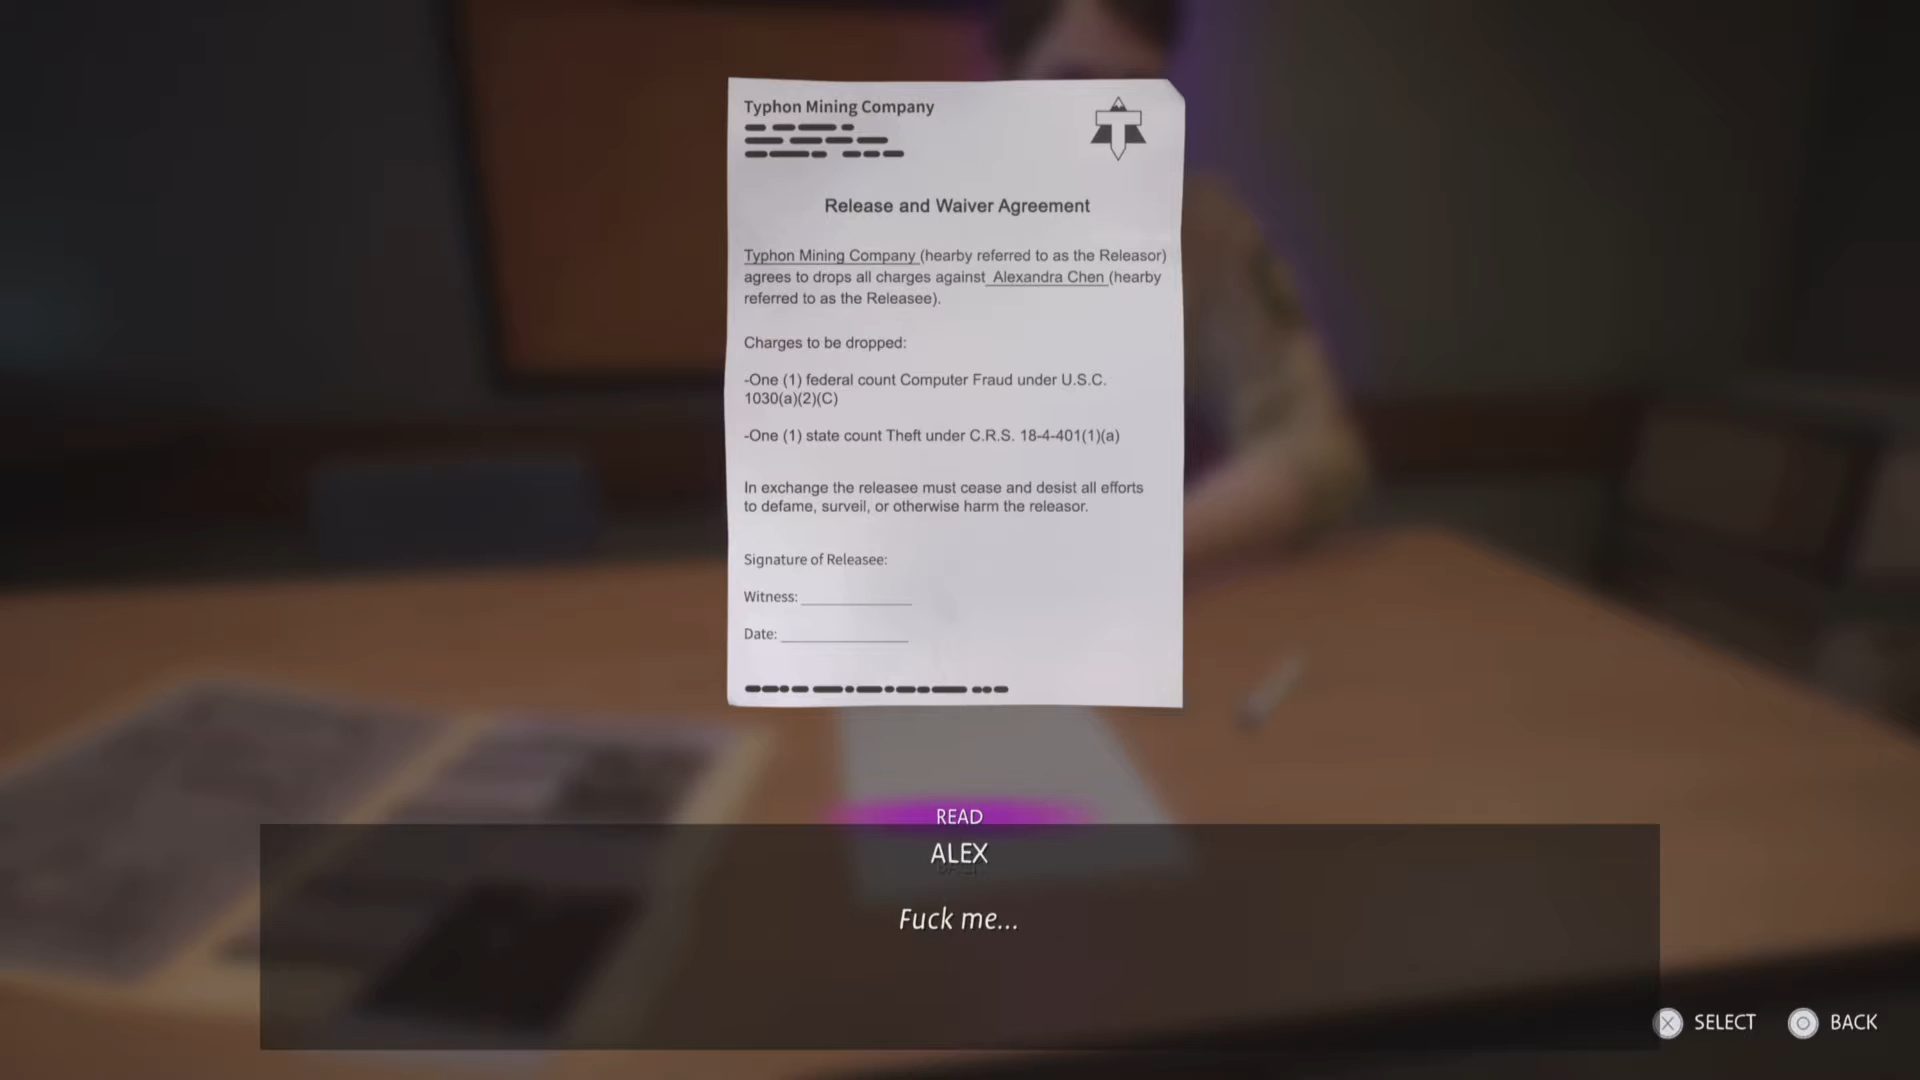 Typhon Mining Company
Release and Waiver Agreement
Typhon Mining Company (hearby referred to as the Releasor)
agrees to drops all charges against Alexandra Chen (hearby
referred to as the Releasee).
Charges to be dropped:
-One (1) federal count Computer Fraud under U.S.C.
1030(a)(2)(C)
-One (1) state count Theft under C.R.S. 18-4-401(1)(a)
In exchange the releasee must cease and desist all efforts
to defame, surveil, or otherwise harm the releasor.
Signature of Releasee:
Witness:
Date:
READ
ALEX
Fuck me...
SELECT
BACK